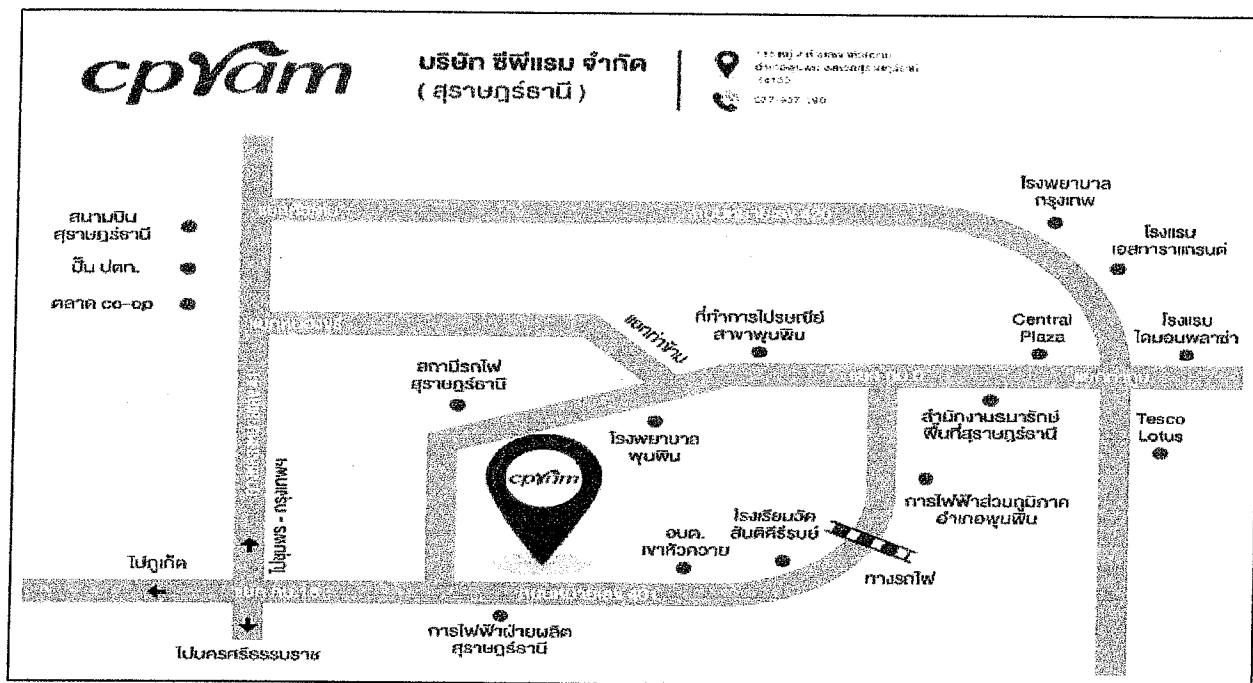 cpram
บริษัท ซีพีแรม จำกัด
( สุราษฎร์ธานี )
โรงพยาบาล
กรุงเทพ
สนามบิน
สุราษฎร์ธานี
ปั๊ม ปตท.
ตลาด co-op
โรงแรม
เอสทาราแกรนด์
แยกท่าข้าม
ที่ทำการไปรษณีย์
สาขาพุนพิน
Central
Plaza
โรงแรม
ไดมอนพลาซ่า
สถานีรถไฟ
สุราษฎร์ธานี
โรงพยาบาล
พุนพิน
สำนักงานธนารักษ์
พื้นที่สุราษฎร์ธานี
Tesco
Lotus
cpram
การไฟฟ้าส่วนภูมิภาค
อำเภอพุนพิน
โรงเรียนวัด
สันติคีรีรมย์
อบต.
เขาหัวควาย
ทางรถไฟ
ไปชุมพร - กรุงเทพฯ
ไปภูเก็ต
ถนนหมายเลข 401
การไฟฟ้าฝ่ายผลิต
สุราษฎร์ธานี
ไปนครศรีธรรมราช